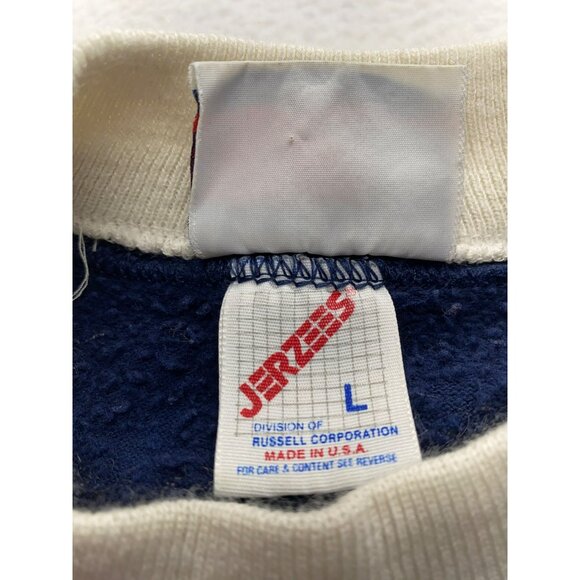 JERZEES®
L
DIVISION OF
RUSSELL CORPORATION
MADE IN U.S.A.
FOR CARE & CONTENT SEE REVERSE